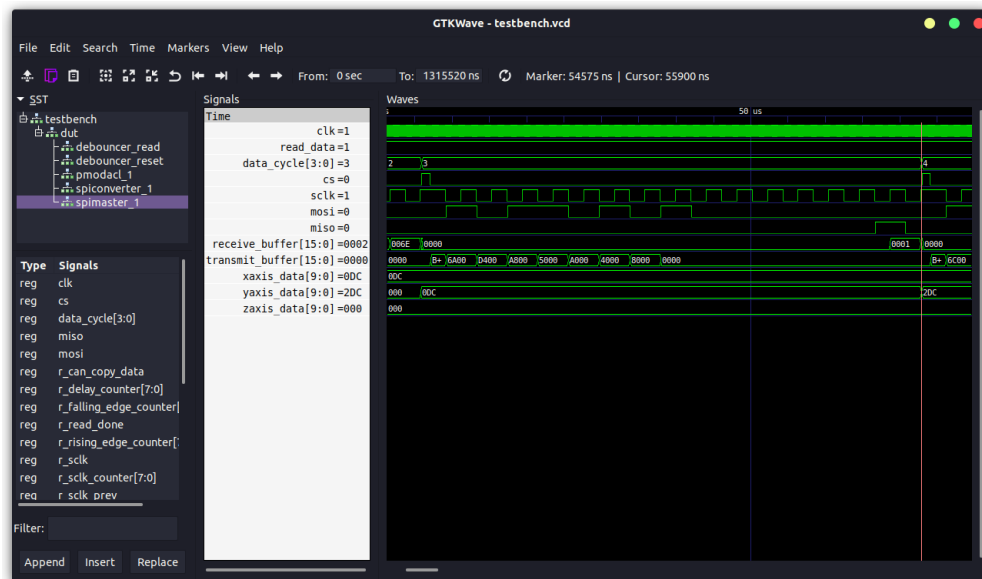 GTKWave - testbench.vcd
File Edit Search Time Markers View Help
From: 0 sec To: 1315520 ns Marker: 54575 ns | Cursor: 55900 ns
SST
testbench
dut
debouncer_read
debouncer_reset
pmodacl_1
spiconverter_1
spimaster_1
Type Signals
reg clk
reg cs
reg data_cycle[3:0]
reg miso
reg mosi
reg r_can_copy_data
reg r_delay_counter[7:0]
reg r_falling_edge_counter[
reg r_read_done
reg r_rising_edge_counter[
reg r_sclk
reg r_sclk_counter[7:0]
reg r_sclk_prev
Filter:
Append Insert Replace
Signals
Time
clk=1
read_data=1
data_cycle[3:0]=3
cs=0
sclk=1
mosi=0
miso=0
receive_buffer[15:0]=0002
transmit_buffer[15:0]=0000
xaxis_data[9:0]=0DC
yaxis_data[9:0]=2DC
zaxis_data[9:0]=000
Waves
s 50 us
2 3 4
006E 0000 0001 0000
0000 B+ 6A00 D400 A800 5000 A000 4000 8000 0000 B+ 6C00
0DC
000 0DC 2DC
000